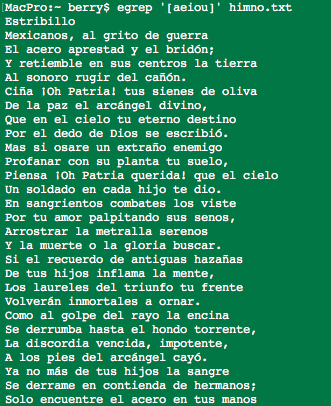 MacPro:~ berry$ egrep '[aeiou]' himno.txt
Estribillo
Mexicanos, al grito de guerra
El acero aprestad y el bridón;
Y retiemble en sus centros la tierra
Al sonoro rugir del cañón.
Ciña ¡Oh Patria! tus sienes de oliva
De la paz el arcángel divino,
Que en el cielo tu eterno destino
Por el dedo de Dios se escribió.
Mas si osare un extraño enemigo
Profanar con su planta tu suelo,
Piensa ¡Oh Patria querida! que el cielo
Un soldado en cada hijo te dio.
En sangrientos combates los viste
Por tu amor palpitando sus senos,
Arrostrar la metralla serenos
Y la muerte o la gloria buscar.
Si el recuerdo de antiguas hazañas
De tus hijos inflama la mente,
Los laureles del triunfo tu frente
Volverán inmortales a ornar.
Como al golpe del rayo la encina
Se derrumba hasta el hondo torrente,
La discordia vencida, impotente,
A los pies del arcángel cayó.
Ya no más de tus hijos la sangre
Se derrame en contienda de hermanos;
Solo encuentre el acero en tus manos